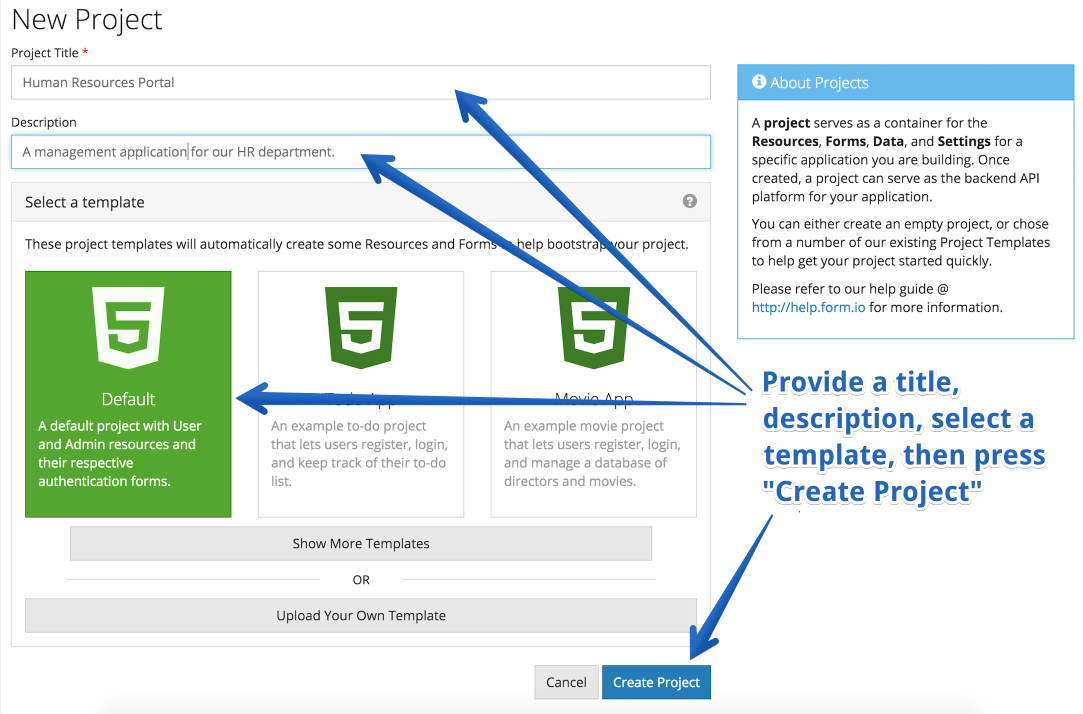 New Project
Project Title *
Human Resources Portal
Description
A management application for our HR department.
Select a template
These project templates will automatically create some Resources and Forms to help bootstrap your project.
Default
A default project with User
and Admin resources and
their respective
authentication forms.
Todo App
An example to-do project
that lets users register, login,
and keep track of their to-do
list.
Movie App
An example movie project
that lets users register, login,
and manage a database of
directors and movies.
Show More Templates
OR
Upload Your Own Template
Cancel
Create Project
About Projects
A project serves as a container for the
Resources, Forms, Data, and Settings for a
specific application you are building. Once
created, a project can serve as the backend API
platform for your application.
You can either create an empty project, or chose
from a number of our existing Project Templates
to help get your project started quickly.
Please refer to our help guide @
http://help.form.io for more information.
Provide a title,
description, select a
template, then press
"Create Project"